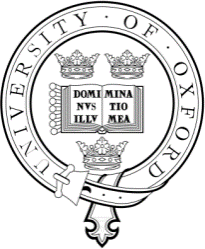 UNIVERSITY · OF · OXFORD
DOMI MINA
NVS TIO
ILLV MEA